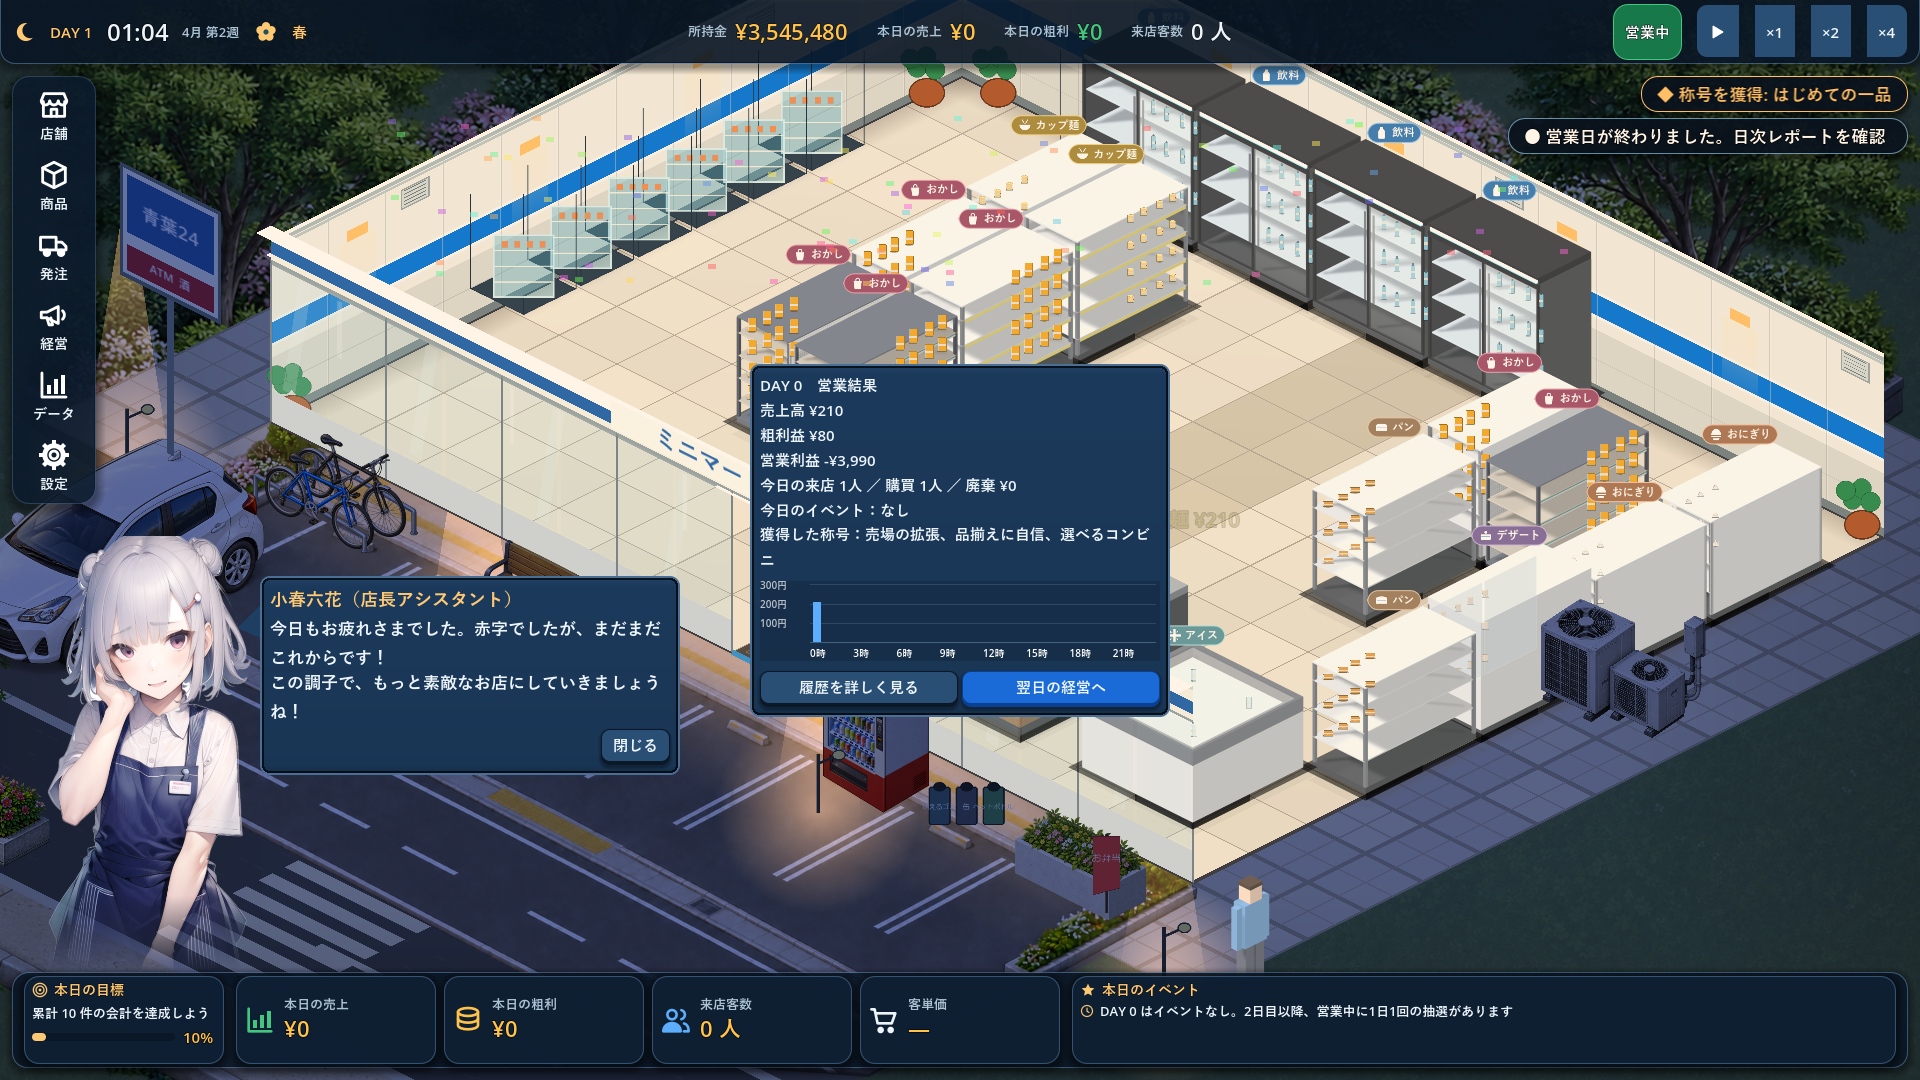 DAY 1 01:04 4月 第2週 春
所持金 ¥3,545,480 本日の売上 ¥0 本日の粗利 ¥0 来店客数 0 人
営業中 ×1 ×2 ×4
称号を獲得: はじめての一品
営業日が終わりました。日次レポートを確認
店舗
商品
発注
経営
データ
設定
青葉24
ATM 酒
飲料
飲料
飲料
カップ麺
カップ麺
おかし
おかし
おかし
おかし
おかし
おかし
パン
おにぎり
おにぎり
デザート
パン
アイス
ミニマー
麺 ¥210
DAY 0 営業結果
売上高 ¥210
粗利益 ¥80
営業利益 -¥3,990
今日の来店 1人 ／ 購買 1人 ／ 廃棄 ¥0
今日のイベント：なし
獲得した称号：売場の拡張、品揃えに自信、選べるコンビ
ニ
300円
200円
100円
0時 3時 6時 9時 12時 15時 18時 21時
履歴を詳しく見る 翌日の経営へ
小春六花（店長アシスタント）
今日もお疲れさまでした。赤字でしたが、まだまだ
これからです！
この調子で、もっと素敵なお店にしていきましょう
ね！
閉じる
缶 ペットボトル
お弁当
本日の目標
累計 10 件の会計を達成しよう
10%
本日の売上
¥0
本日の粗利
¥0
来店客数
0 人
客単価
—
本日のイベント
DAY 0 はイベントなし。2日目以降、営業中に1日1回の抽選があります